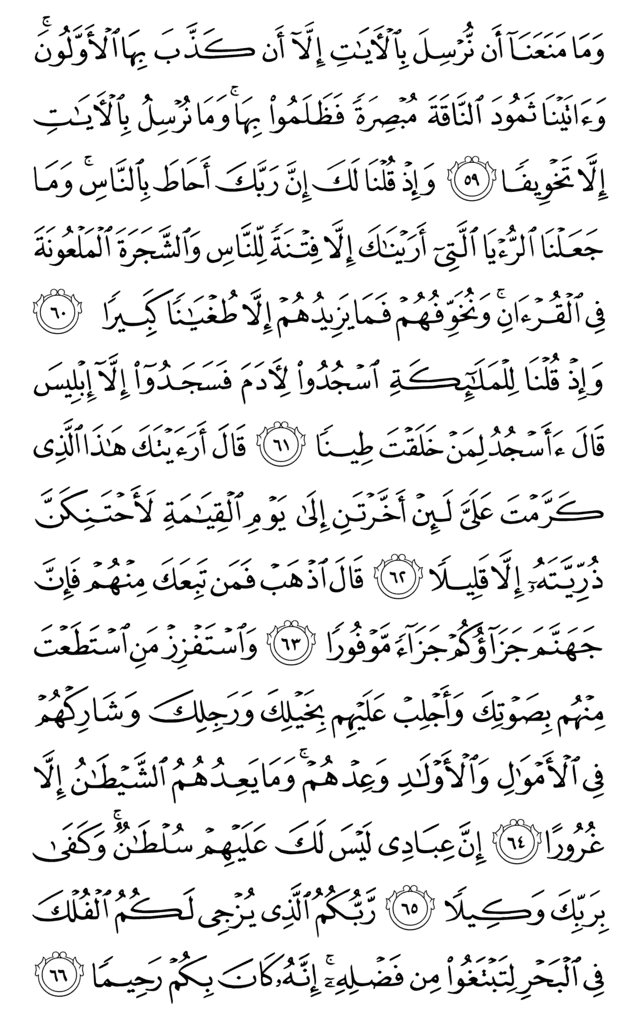 وَمَا مَنَعَنَآ أَن نُّرْسِلَ بِٱلْـَٔايَٰتِ إِلَّآ أَن كَذَّبَ بِهَا ٱلْأَوَّلُونَ ۚ
وَءَاتَيْنَا ثَمُودَ ٱلنَّاقَةَ مُبْصِرَةً فَظَلَمُوا۟ بِهَا ۚ وَمَا نُرْسِلُ بِٱلْـَٔايَٰتِ
إِلَّا تَخْوِيفًا ٥٩ وَإِذْ قُلْنَا لَكَ إِنَّ رَبَّكَ أَحَاطَ بِٱلنَّاسِ ۚ وَمَا
جَعَلْنَا ٱلرُّءْيَا ٱلَّتِىٓ أَرَيْنَٰكَ إِلَّا فِتْنَةً لِّلنَّاسِ وَٱلشَّجَرَةَ ٱلْمَلْعُونَةَ
فِى ٱلْقُرْءَانِ ۚ وَنُخَوِّفُهُمْ فَمَا يَزِيدُهُمْ إِلَّا طُغْيَٰنًا كَبِيرًا ٦٠
وَإِذْ قُلْنَا لِلْمَلَٰٓئِكَةِ ٱسْجُدُوا۟ لِـَٔادَمَ فَسَجَدُوٓا۟ إِلَّآ إِبْلِيسَ
قَالَ ءَأَسْجُدُ لِمَنْ خَلَقْتَ طِينًا ٦١ قَالَ أَرَءَيْتَكَ هَٰذَا ٱلَّذِى
كَرَّمْتَ عَلَىَّ لَئِنْ أَخَّرْتَنِ إِلَىٰ يَوْمِ ٱلْقِيَٰمَةِ لَأَحْتَنِكَنَّ
ذُرِّيَّتَهُۥٓ إِلَّا قَلِيلًا ٦٢ قَالَ ٱذْهَبْ فَمَن تَبِعَكَ مِنْهُمْ فَإِنَّ
جَهَنَّمَ جَزَآؤُكُمْ جَزَآءً مَّوْفُورًا ٦٣ وَٱسْتَفْزِزْ مَنِ ٱسْتَطَعْتَ
مِنْهُم بِصَوْتِكَ وَأَجْلِبْ عَلَيْهِم بِخَيْلِكَ وَرَجِلِكَ وَشَارِكْهُمْ
فِى ٱلْأَمْوَٰلِ وَٱلْأَوْلَٰدِ وَعِدْهُمْ ۚ وَمَا يَعِدُهُمُ ٱلشَّيْطَٰنُ إِلَّا
غُرُورًا ٦٤ إِنَّ عِبَادِى لَيْسَ لَكَ عَلَيْهِمْ سُلْطَٰنٌ ۚ وَكَفَىٰ
بِرَبِّكَ وَكِيلًا ٦٥ رَّبُّكُمُ ٱلَّذِى يُزْجِى لَكُمُ ٱلْفُلْكَ
فِى ٱلْبَحْرِ لِتَبْتَغُوا۟ مِن فَضْلِهِۦٓ ۚ إِنَّهُۥ كَانَ بِكُمْ رَحِيمًا ٦٦